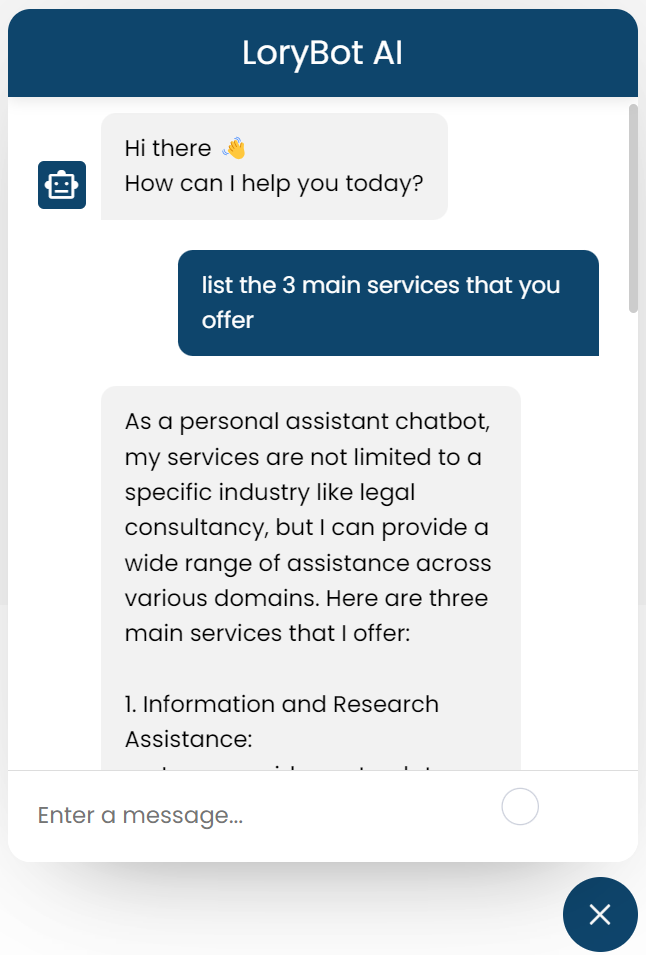 LoryBot AI
Hi there 👋
How can I help you today?
list the 3 main services that you
offer
As a personal assistant chatbot,
my services are not limited to a
specific industry like legal
consultancy, but I can provide a
wide range of assistance across
various domains. Here are three
main services that I offer:
1. Information and Research
Assistance:
Enter a message...